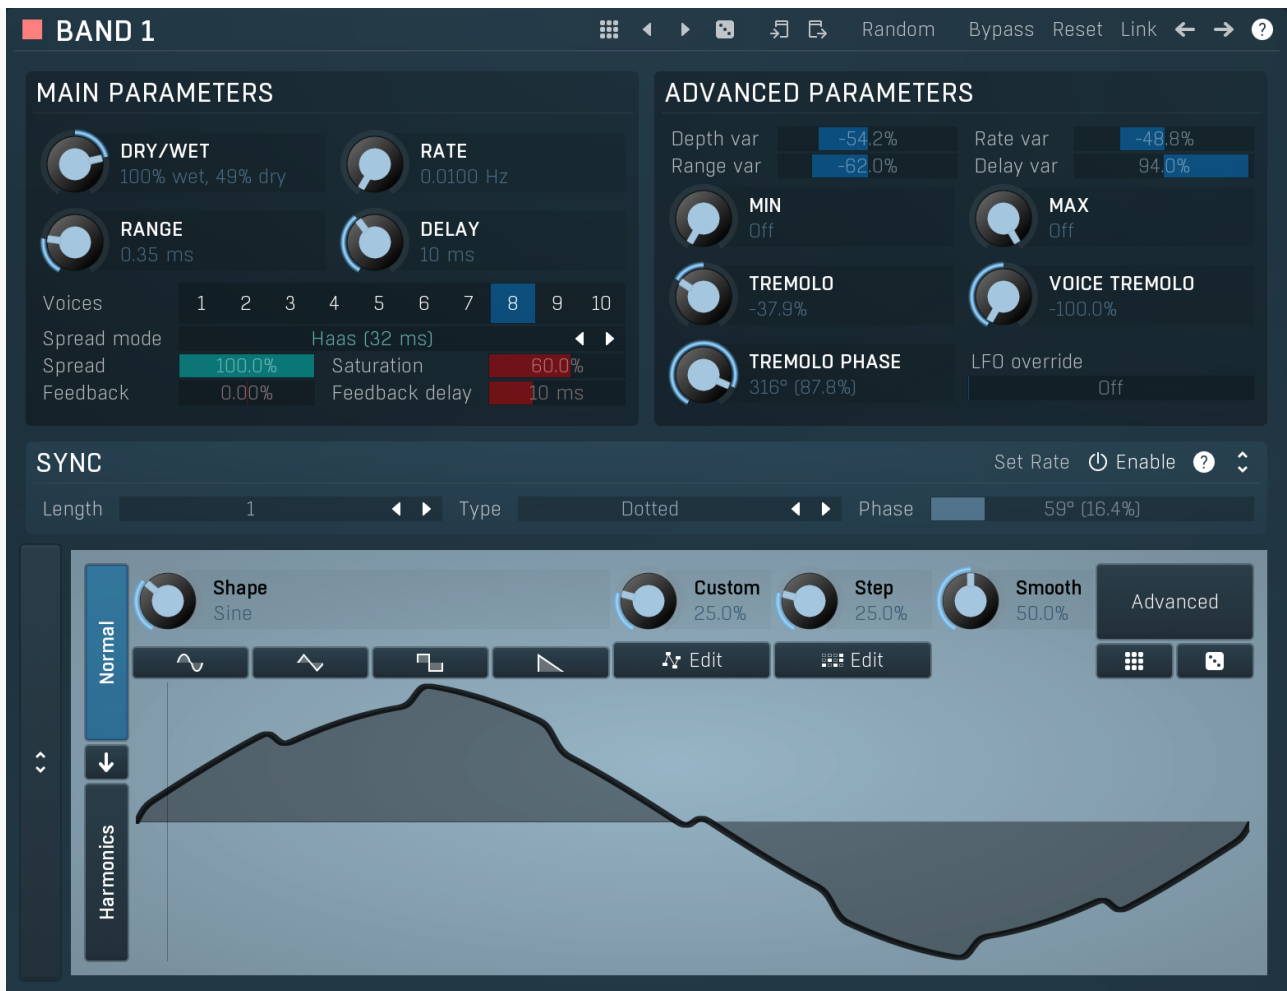 BAND 1
Random Bypass Reset Link ?
MAIN PARAMETERS
DRY/WET
100% wet, 49% dry
RATE
0.0100 Hz
RANGE
0.35 ms
DELAY
10 ms
Voices 1 2 3 4 5 6 7 8 9 10
Spread mode Haas (32 ms)
Spread 100.0% Saturation 60.0%
Feedback 0.00% Feedback delay 10 ms
ADVANCED PARAMETERS
Depth var -54.2% Rate var -48.8%
Range var -62.0% Delay var 94.0%
MIN
Off
MAX
Off
TREMOLO
-37.9%
VOICE TREMOLO
-100.0%
TREMOLO PHASE
316° (87.8%)
LFO override
Off
SYNC
Set Rate Enable ?
Length 1 Type Dotted Phase 59° (16.4%)
Normal
Harmonics
Shape
Sine
Custom
25.0%
Step
25.0%
Smooth
50.0%
Advanced
Edit Edit